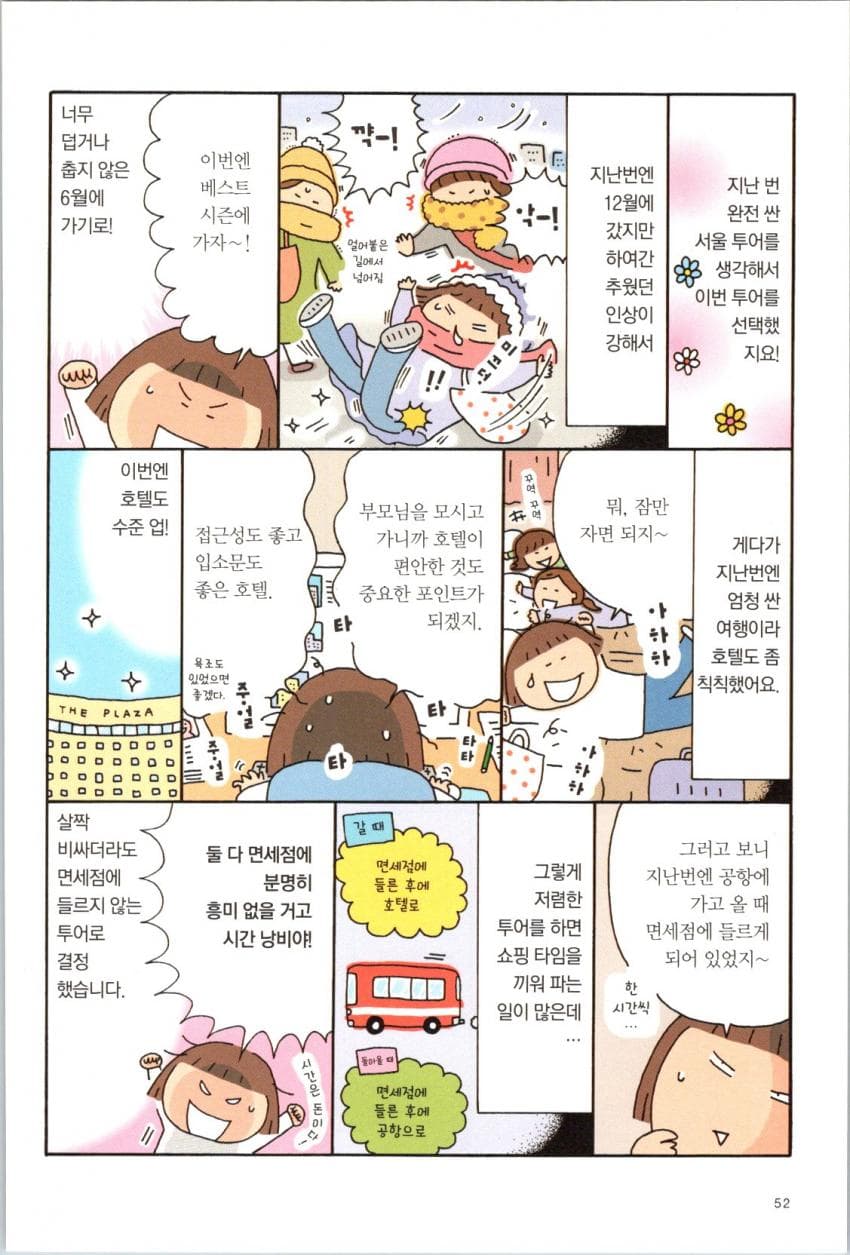 지난 번
완전 싼
서울 투어를
생각해서
이번 투어를
선택했
지요!
지난번엔
12월에
갔지만
하여간
추웠던
인상이
강해서
꺅ㅡ!
악ㅡ!
얼어붙은
길에서
넘어짐
미끄러
!!
이번엔
베스트
시즌에
가자~!
너무
덥거나
춥지 않은
6월에
가기로!
게다가
지난번엔
엄청 싼
여행이라
호텔도 좀
칙칙했어요.
뭐, 잠만
자면 되지~
꾸역
꾸역
아하하
아하하
부모님을 모시고
가니까 호텔이
편안한 것도
중요한 포인트가
되겠지.
접근성도 좋고
입소문도
좋은 호텔.
욕조도
있었으면
좋겠다.
타
타
타
타
타
주얼
주얼
이번엔
호텔도
수준 업!
THE PLAZA
그러고 보니
지난번엔 공항에
가고 올 때
면세점에 들르게
되어 있었지~
한
시간씩
...
그렇게
저렴한
투어를 하면
쇼핑 타임을
끼워 파는
일이 많은데
...
갈 때
면세점에
들른 후에
호텔로
돌아올 때
면세점에
들른 후에
공항으로
둘 다 면세점에
분명히
흥미 없을 거고
시간 낭비야!
시간은 돈이다~!
살짝
비싸더라도
면세점에
들르지 않는
투어로
결정
했습니다.
52